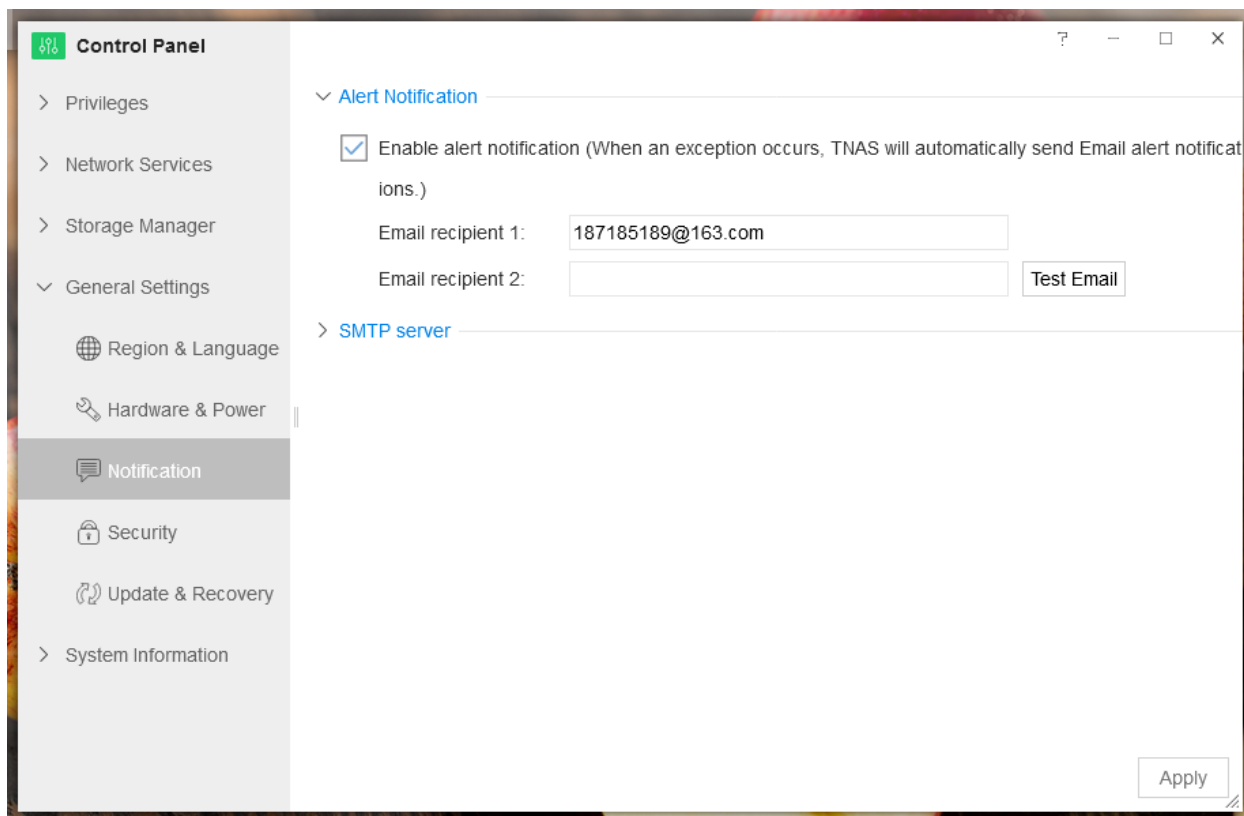 Control Panel
Privileges
Network Services
Storage Manager
General Settings
Region & Language
Hardware & Power
Notification
Security
Update & Recovery
System Information
?
Alert Notification
Enable alert notification (When an exception occurs, TNAS will automatically send Email alert notificat
ions.)
Email recipient 1: 187185189@163.com
Email recipient 2:
Test Email
SMTP server
Apply